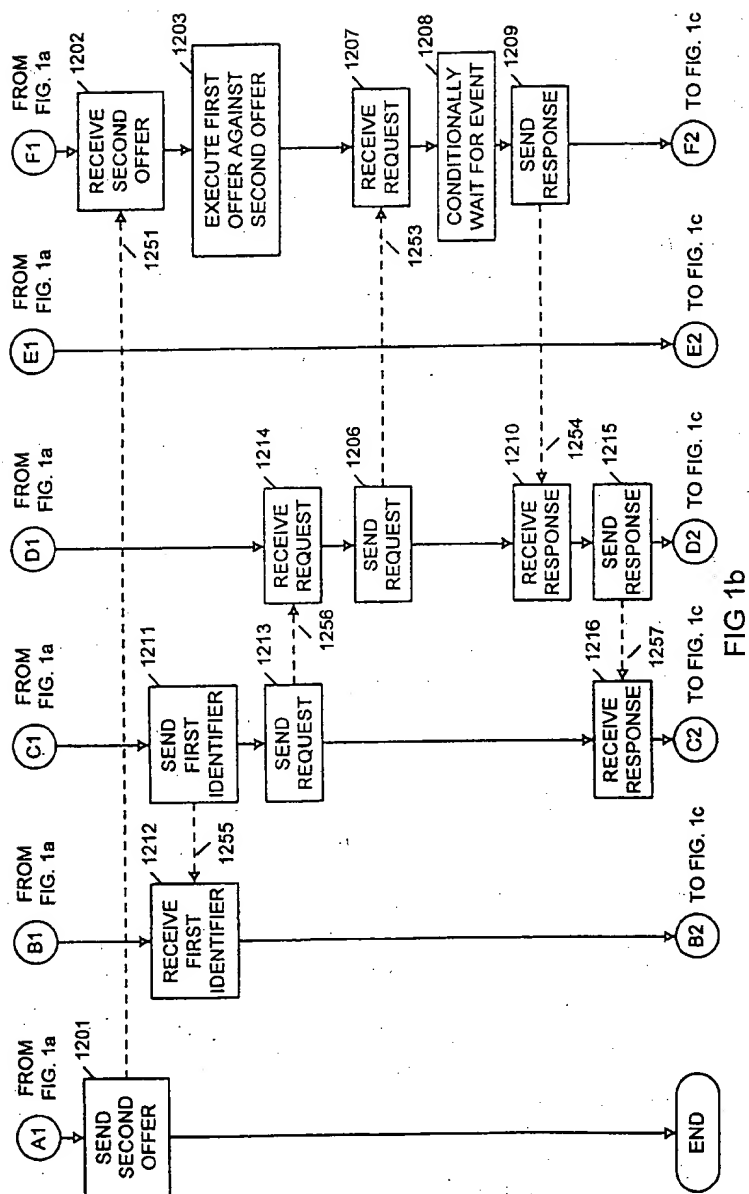 A1
FROM
FIG. 1a
1201
SEND
SECOND
OFFER
END
B1
FROM
FIG. 1a
1212
RECEIVE
FIRST
IDENTIFIER
1255
B2
TO FIG. 1c
C1
FROM
FIG. 1a
1211
SEND
FIRST
IDENTIFIER
1213
SEND
REQUEST
1256
1216
RECEIVE
RESPONSE
1257
C2
TO FIG. 1c
D1
FROM
FIG. 1a
1214
RECEIVE
REQUEST
1206
SEND
REQUEST
1210
RECEIVE
RESPONSE
1254
1215
SEND
RESPONSE
D2
TO FIG. 1c
E1
FROM
FIG. 1a
E2
TO FIG. 1c
F1
FROM
FIG. 1a
1202
RECEIVE
SECOND
OFFER
1251
1203
EXECUTE FIRST
OFFER AGAINST
SECOND OFFER
1207
RECEIVE
REQUEST
1253
1208
CONDITIONALLY
WAIT FOR EVENT
1209
SEND
RESPONSE
F2
TO FIG. 1c
FIG 1b